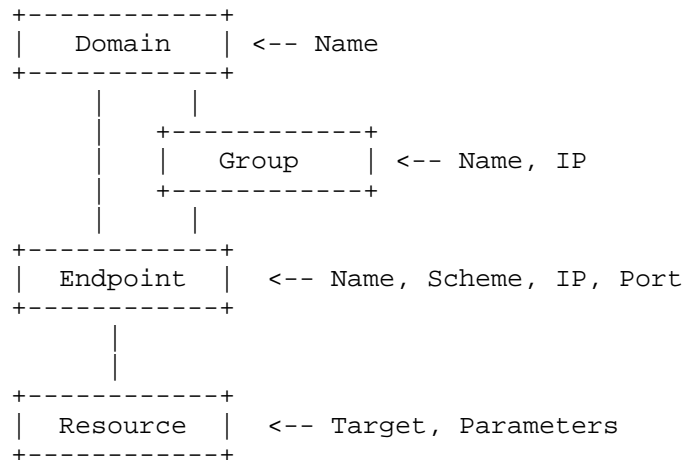 Domain <-- Name
Group <-- Name, IP
Endpoint <-- Name, Scheme, IP, Port
Resource <-- Target, Parameters